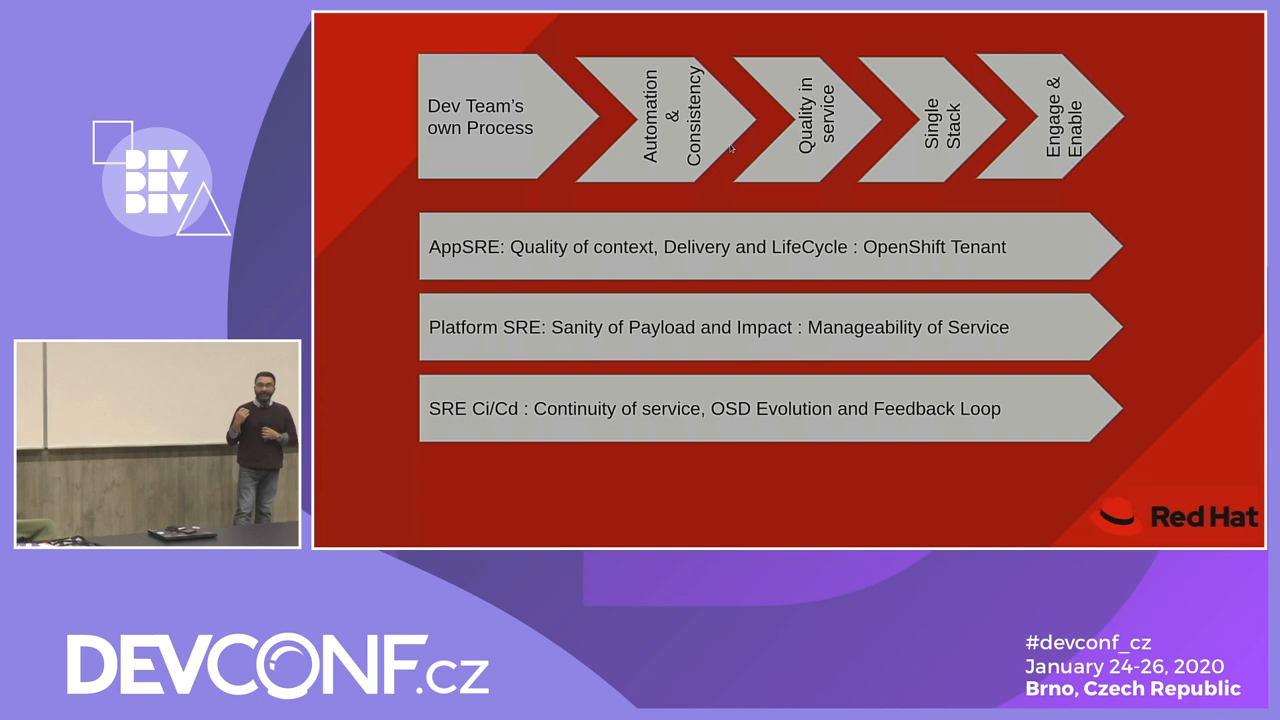 DEV
DEV
DEV
Dev Team's
own Process
Automation
&
Consistency
Quality in
service
Single
Stack
Engage &
Enable
AppSRE: Quality of context, Delivery and LifeCycle : OpenShift Tenant
Platform SRE: Sanity of Payload and Impact : Manageability of Service
SRE Ci/Cd : Continuity of service, OSD Evolution and Feedback Loop
Red Hat
DEVCONF.cz
#devconf_cz
January 24-26, 2020
Brno, Czech Republic